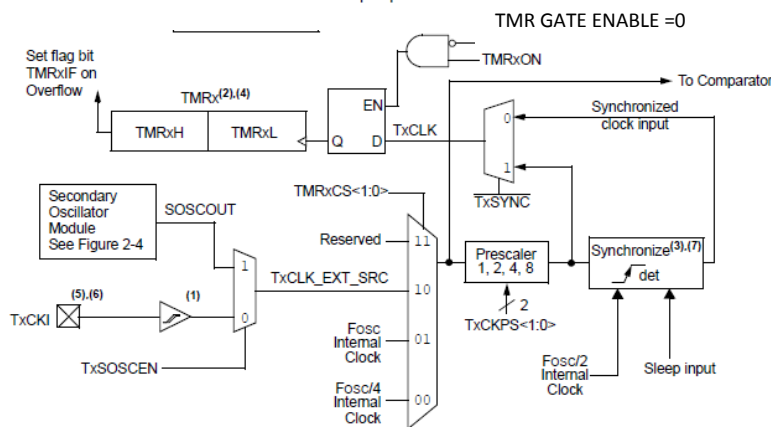 TMR GATE ENABLE =0
Set flag bit
TMRxIF on
Overflow
TMRx(2),(4)
TMRxH
TMRxL
EN
Q
D
TMRxON
TxCLK
To Comparator
Synchronized
clock input
0
1
TxSYNC
Secondary
Oscillator
Module
See Figure 2-4
SOSCOUT
TMRxCS<1:0>
Reserved
11
Prescaler
1, 2, 4, 8
Synchronize(3),(7)
det
1
TxCLK_EXT_SRC
10
(5),(6)
(1)
TxCKI
0
2
TxCKPS<1:0>
Fosc
Internal
Clock
01
TxSOSCEN
Fosc/2
Internal
Clock
Sleep input
Fosc/4
Internal
Clock
00